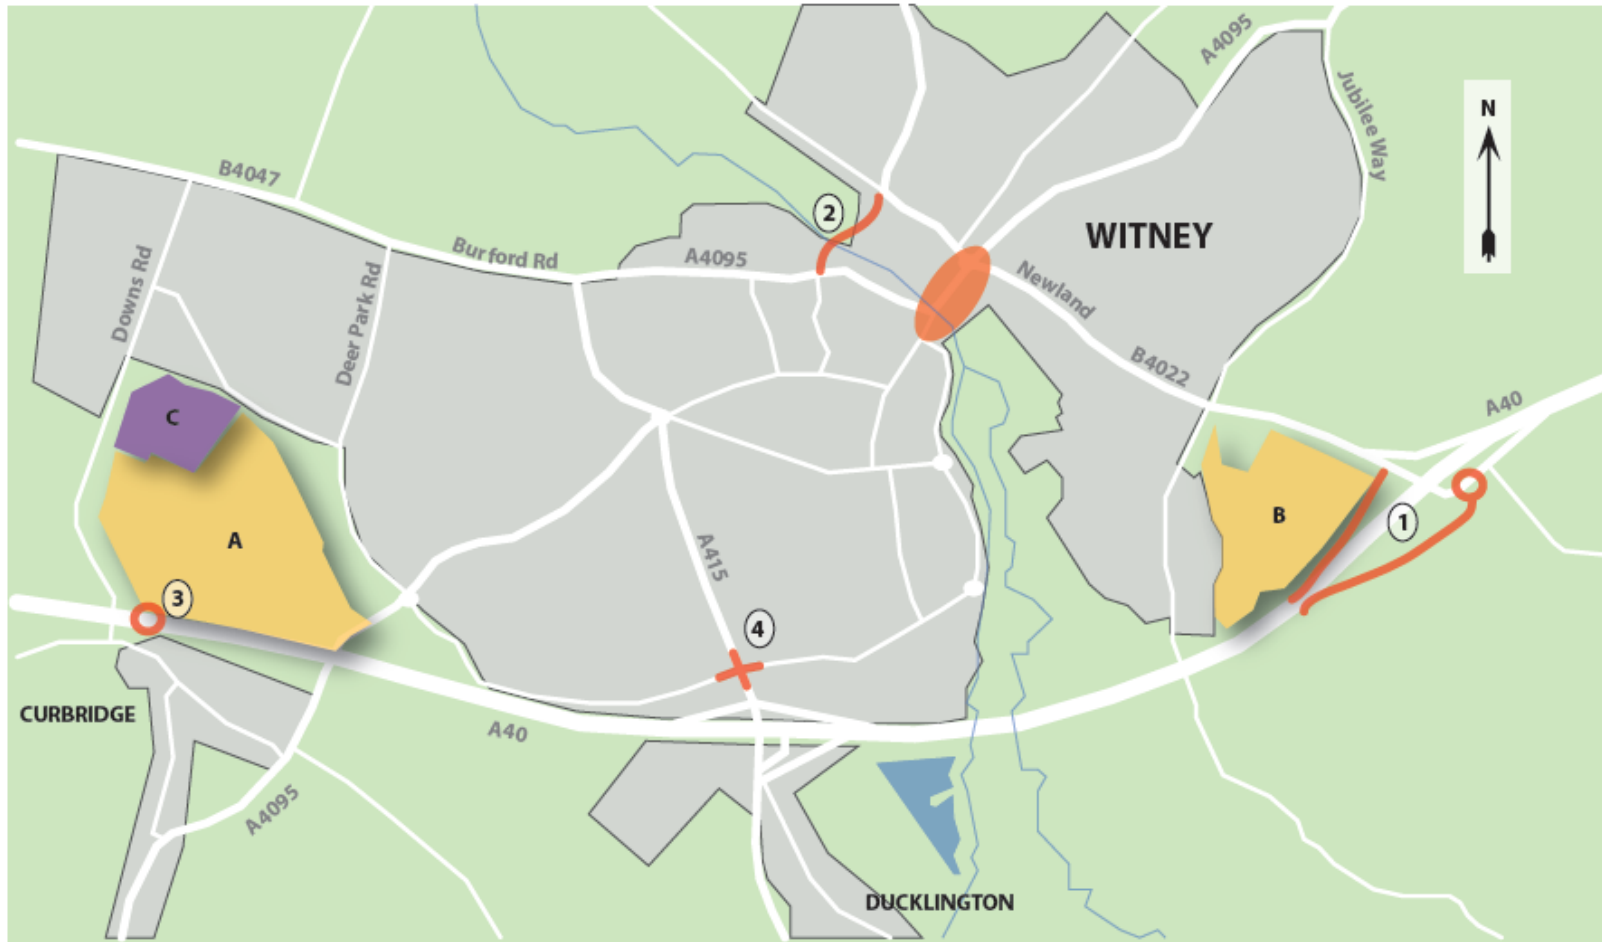 A4095
Jubilee Way
N
B4047
2
WITNEY
Burford Rd
A4095
Newland
Downs Rd
Deer Park Rd
B4022
A40
C
A
B
1
A415
3
4
CURBRIDGE
A40
A4095
DUCKLINGTON